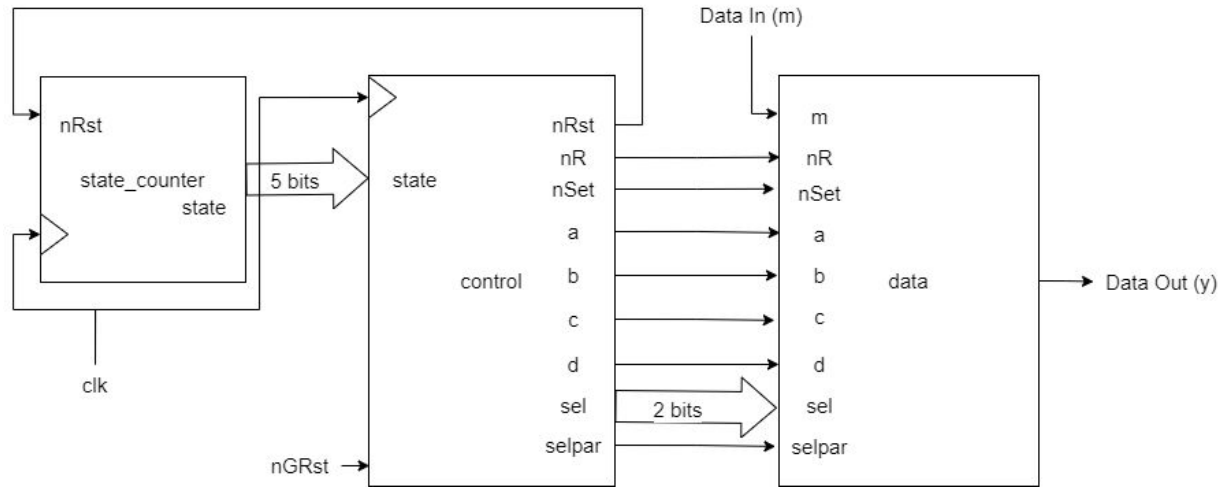 Data In (m)
nRst
state_counter
state
5 bits
clk
state
control
nRst
nR
nSet
a
b
c
d
sel
selpar
2 bits
nGRst
m
nR
nSet
a
b
c
d
sel
selpar
data
Data Out (y)